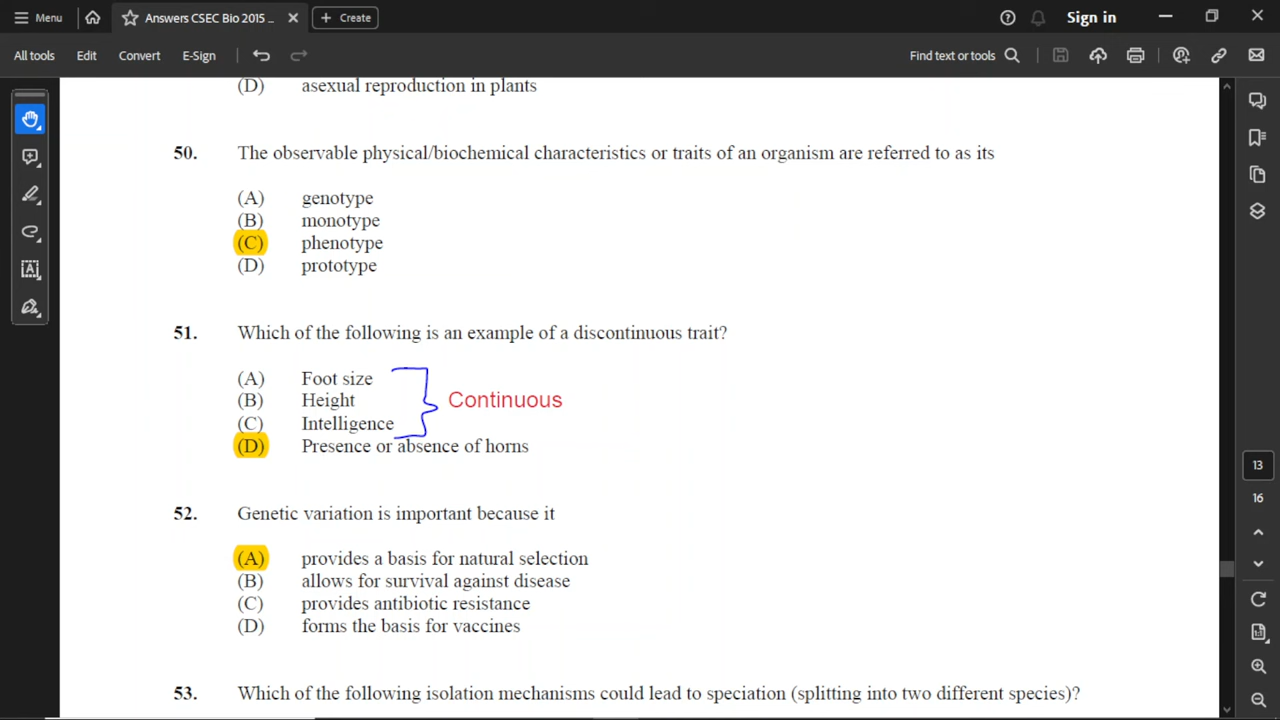 Menu
Answers CSEC Bio 2015 ...
Create
Sign in
All tools
Edit
Convert
E-Sign
Find text or tools
(D) asexual reproduction in plants
50. The observable physical/biochemical characteristics or traits of an organism are referred to as its
(A) genotype
(B) monotype
(C) phenotype
(D) prototype
51. Which of the following is an example of a discontinuous trait?
(A) Foot size
(B) Height
Continuous
(C) Intelligence
(D) Presence or absence of horns
52. Genetic variation is important because it
(A) provides a basis for natural selection
(B) allows for survival against disease
(C) provides antibiotic resistance
(D) forms the basis for vaccines
53. Which of the following isolation mechanisms could lead to speciation (splitting into two different species)?
13
16